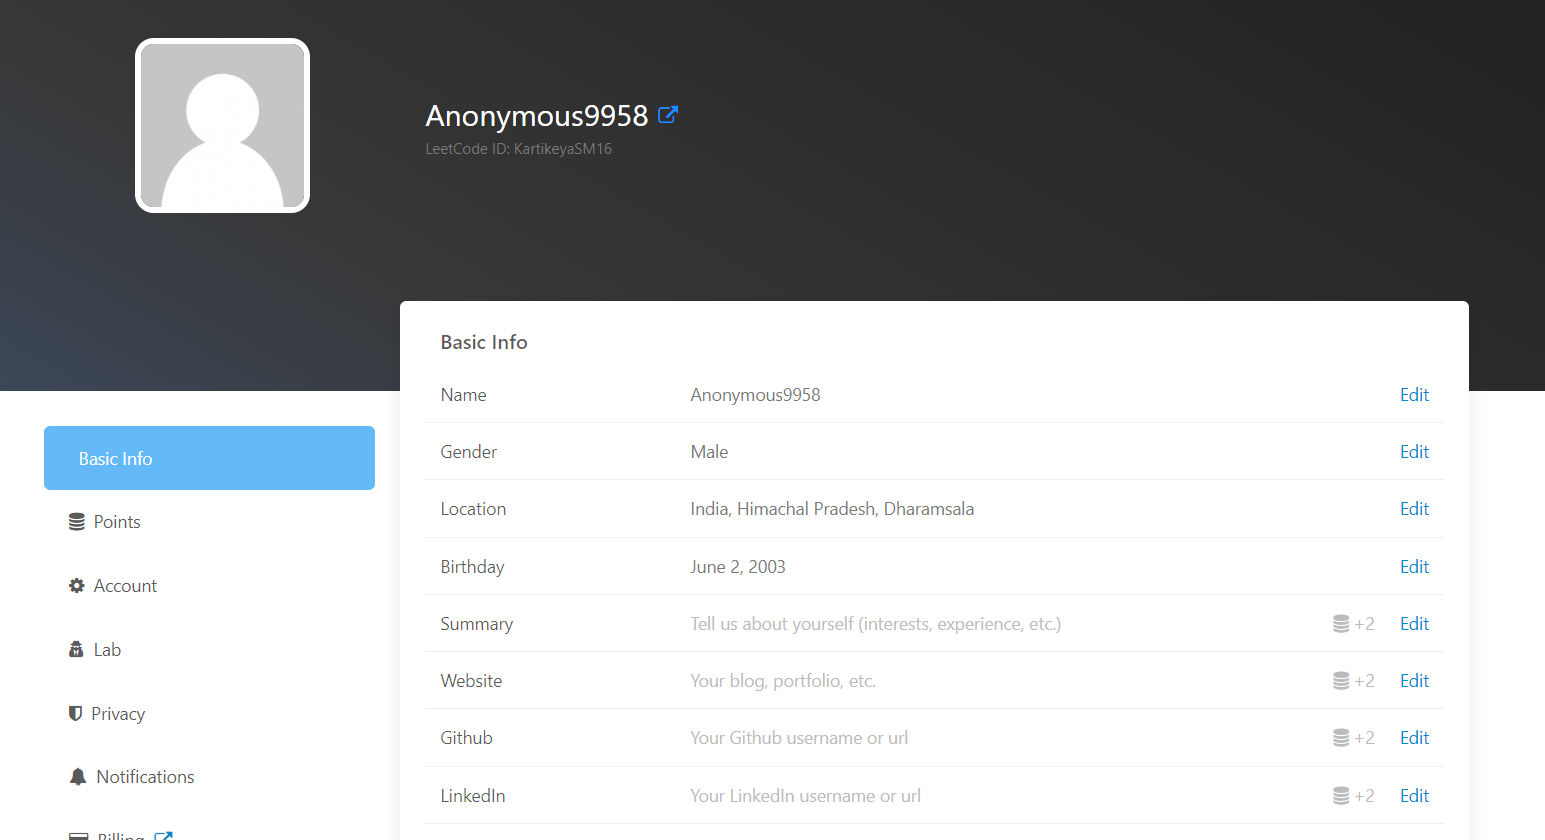 Anonymous9958
LeetCode ID: KartikeyaSM16
Basic Info
Points
Account
Lab
Privacy
Notifications
Billing
Basic Info
Name Anonymous9958 Edit
Gender Male Edit
Location India, Himachal Pradesh, Dharamsala Edit
Birthday June 2, 2003 Edit
Summary Tell us about yourself (interests, experience, etc.) +2 Edit
Website Your blog, portfolio, etc. +2 Edit
Github Your Github username or url +2 Edit
LinkedIn Your LinkedIn username or url +2 Edit